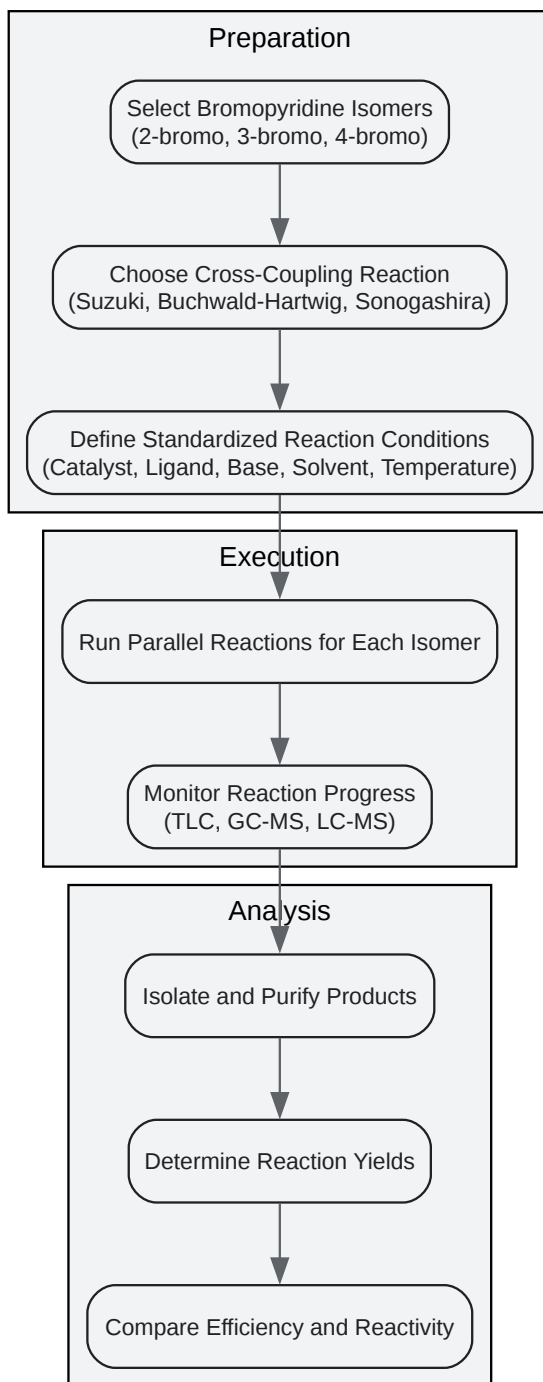 Preparation
Select Bromopyridine Isomers
(2-bromo, 3-bromo, 4-bromo)
Choose Cross-Coupling Reaction
(Suzuki, Buchwald-Hartwig, Sonogashira)
Define Standardized Reaction Conditions
(Catalyst, Ligand, Base, Solvent, Temperature)
Execution
Run Parallel Reactions for Each Isomer
Monitor Reaction Progress
(TLC, GC-MS, LC-MS)
Analysis
Isolate and Purify Products
Determine Reaction Yields
Compare Efficiency and Reactivity